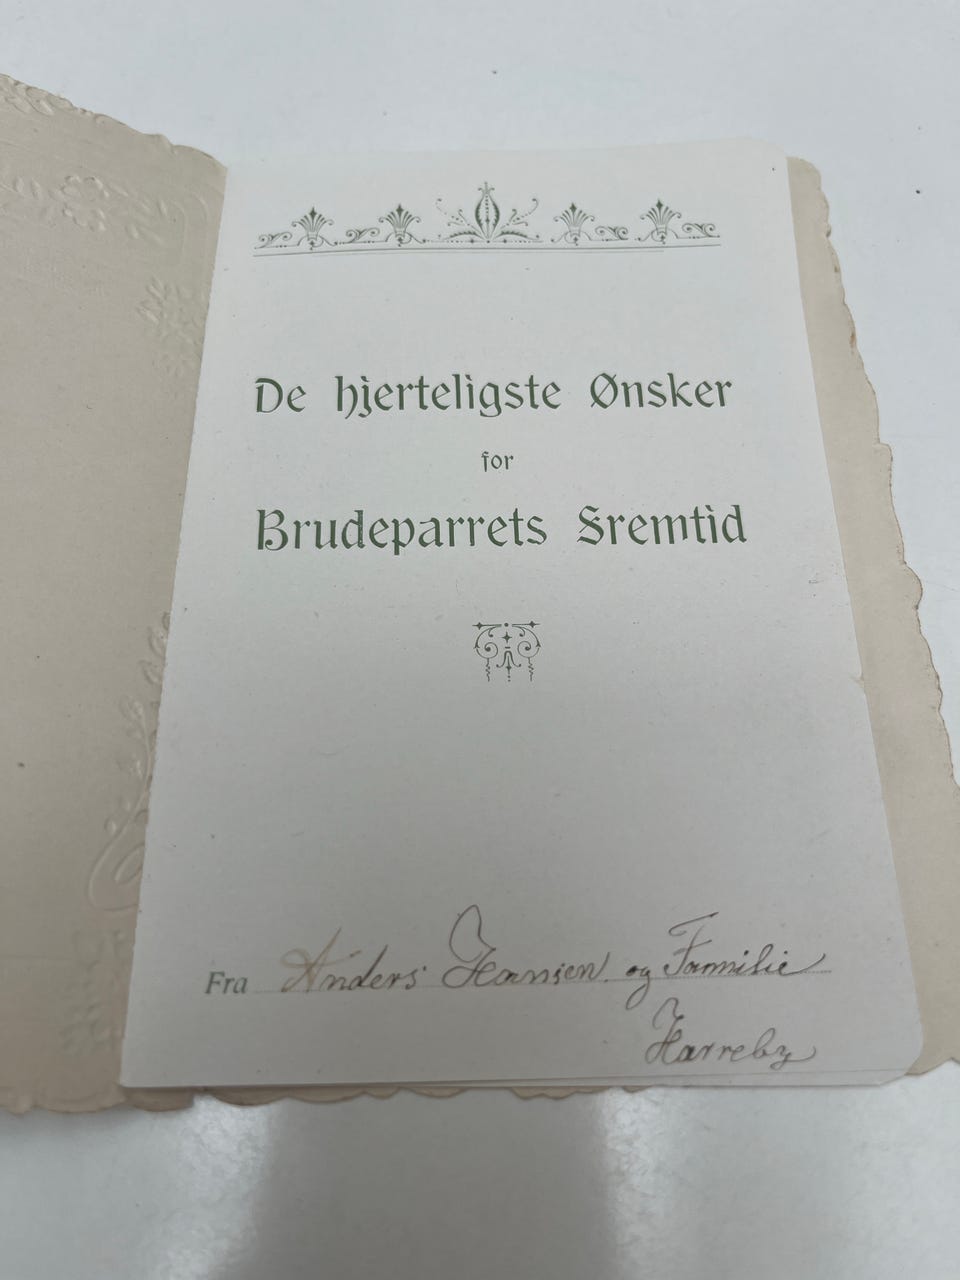 De hjerteligste Ønsker
for
Brudeparrets Fremtid
Fra Anders Hansen og Familie
Harreby